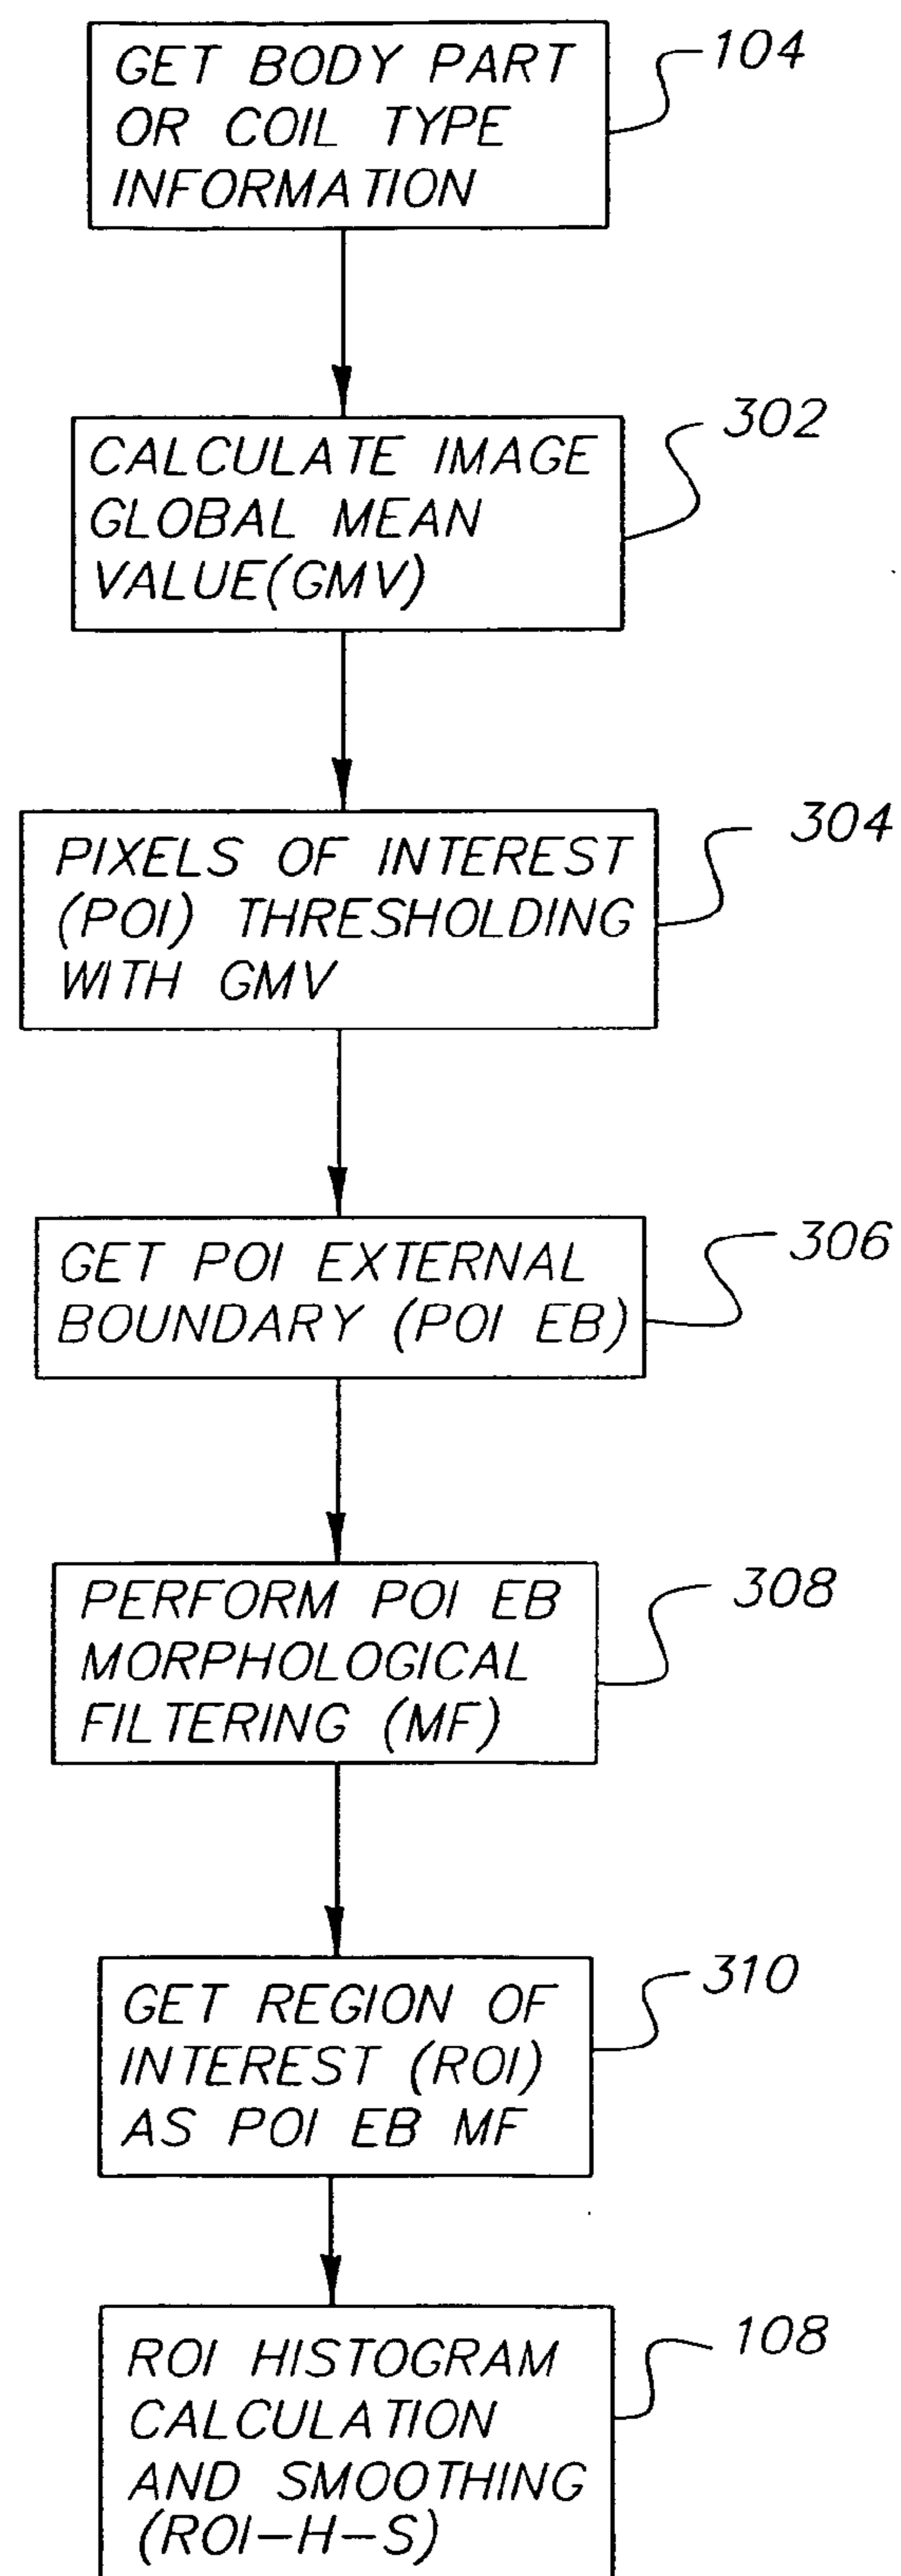 GET BODY PART
OR COIL TYPE
INFORMATION
104
CALCULATE IMAGE
GLOBAL MEAN
VALUE(GMV)
302
PIXELS OF INTEREST
(POI) THRESHOLDING
WITH GMV
304
GET POI EXTERNAL
BOUNDARY (POI EB)
306
PERFORM POI EB
MORPHOLOGICAL
FILTERING (MF)
308
GET REGION OF
INTEREST (ROI)
AS POI EB MF
310
ROI HISTOGRAM
CALCULATION
AND SMOOTHING
(ROI-H-S)
108